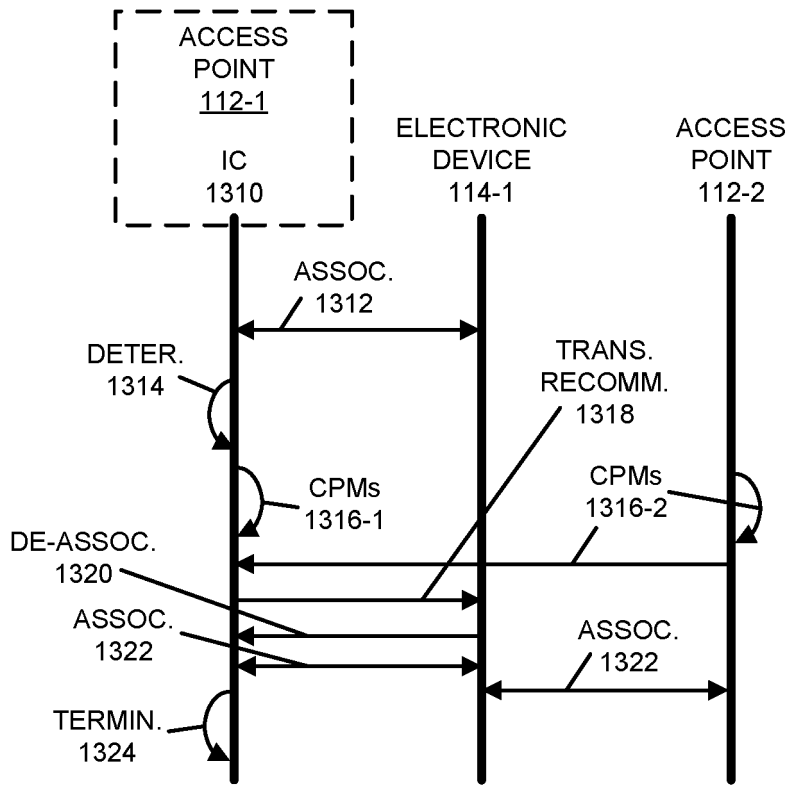 ACCESS
POINT
112-1
IC
1310
ELECTRONIC
DEVICE
114-1
ACCESS
POINT
112-2
ASSOC.
1312
DETER.
1314
TRANS.
RECOMM.
1318
CPMs
1316-1
CPMs
1316-2
DE-ASSOC.
1320
ASSOC.
1322
ASSOC.
1322
TERMIN.
1324